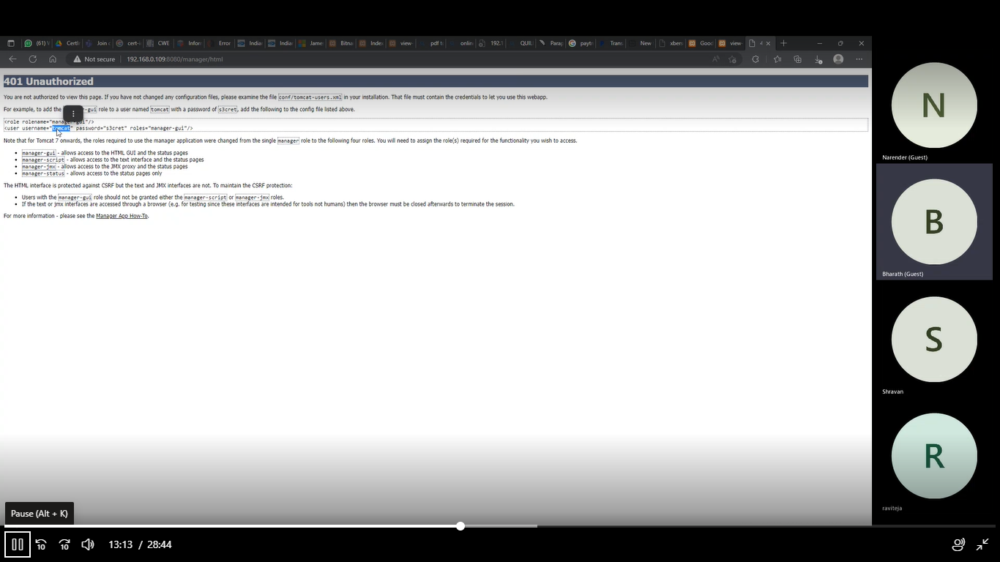 (61) W
Certi
Join c
cert-i
CWE
Infor
Error
India
India
Jame
Bitna
Inde
view-
pdf t
onlin
192.1
QUIL
Para
paytr
Tran:
New
xben
Good
view-
Not secure
192.168.0.109:8080/manager/html
401 Unauthorized
You are not authorized to view this page. If you have not changed any configuration files, please examine the file conf/tomcat-users.xml in your installation. That file must contain the credentials to let you use this webapp.
For example, to add the r-gui role to a user named tomcat with a password of s3cret, add the following to the config file listed above.
<role rolename="manager-gui"/>
<user username="tomcat" password="s3cret" roles="manager-gui"/>
Note that for Tomcat 7 onwards, the roles required to use the manager application were changed from the single manager role to the following four roles. You will need to assign the role(s) required for the functionality you wish to access.
manager-gui - allows access to the HTML GUI and the status pages
manager-script - allows access to the text interface and the status pages
manager-jmx - allows access to the JMX proxy and the status pages
manager-status - allows access to the status pages only
The HTML interface is protected against CSRF but the text and JMX interfaces are not. To maintain the CSRF protection:
Users with the manager-gui role should not be granted either the manager-script or manager-jmx roles.
If the text or jmx interfaces are accessed through a browser (e.g. for testing since these interfaces are intended for tools not humans) then the browser must be closed afterwards to terminate the session.
For more information - please see the Manager App How-To.
N
Narender (Guest)
B
Bharath (Guest)
S
Shravan
R
raviteja
Pause (Alt + K)
10
10
13:13 / 28:44